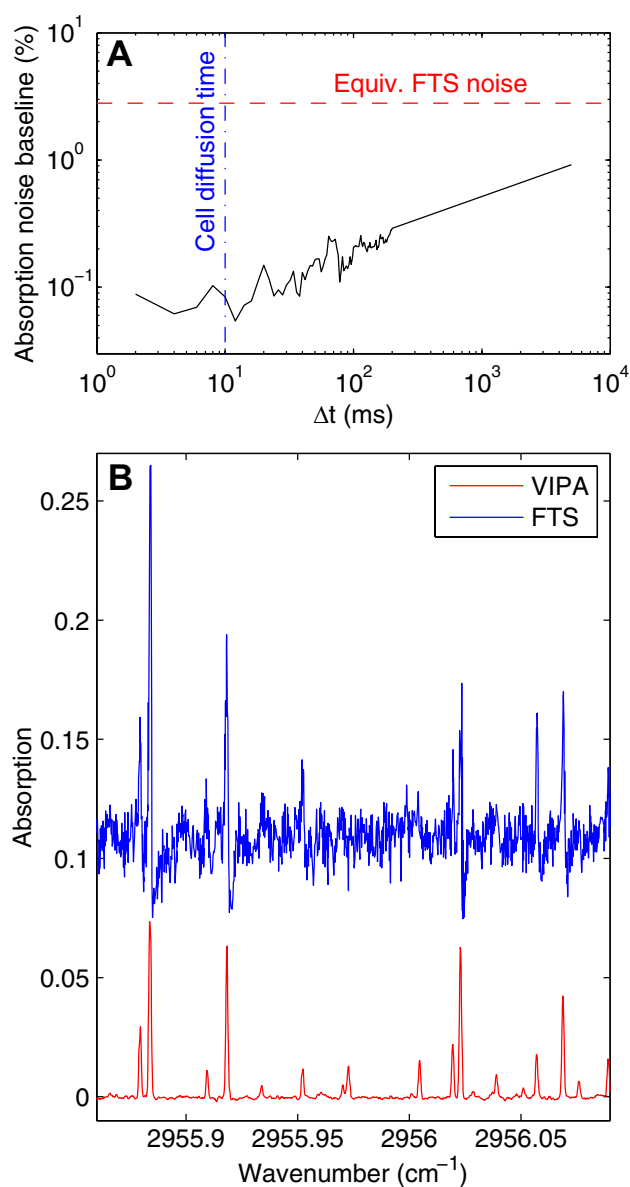 A
Absorption noise baseline (%)
10^1
10^0
10^−1
Equiv. FTS noise
Cell diffusion time
10^0 10^1 10^2 10^3 10^4
Δt (ms)
B
VIPA
FTS
Absorption
0.25
0.2
0.15
0.1
0.05
0
2955.9 2955.95 2956 2956.05
Wavenumber (cm^−1)